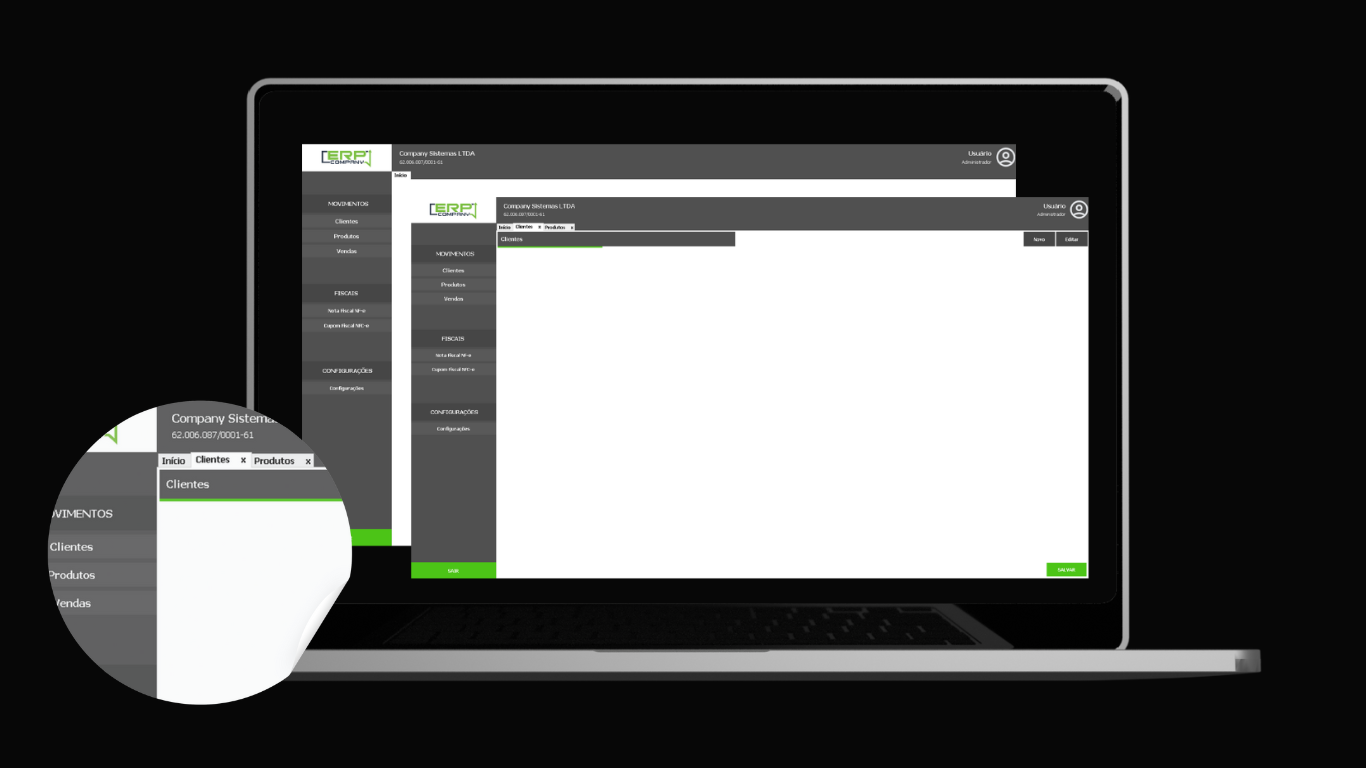 ERP
COMPANY
Company Sistemas LTDA
62.006.087/0001-61
Usuário
Administrador
Início
MOVIMENTOS
Clientes
Produtos
Vendas
FISCAIS
Nota Fiscal NF-e
Cupom Fiscal NFC-e
CONFIGURAÇÕES
Configurações
ERP
COMPANY
Company Sistemas LTDA
62.006.087/0001-61
Usuário
Administrador
Início Clientes x Produtos x
Clientes
Novo Editar
MOVIMENTOS
Clientes
Produtos
Vendas
FISCAIS
Nota Fiscal NF-e
Cupom Fiscal NFC-e
CONFIGURAÇÕES
Configurações
SAIR
SALVAR
Company Sistema
62.006.087/0001-61
Início Clientes x Produtos x
Clientes
OVIMENTOS
Clientes
Produtos
Vendas